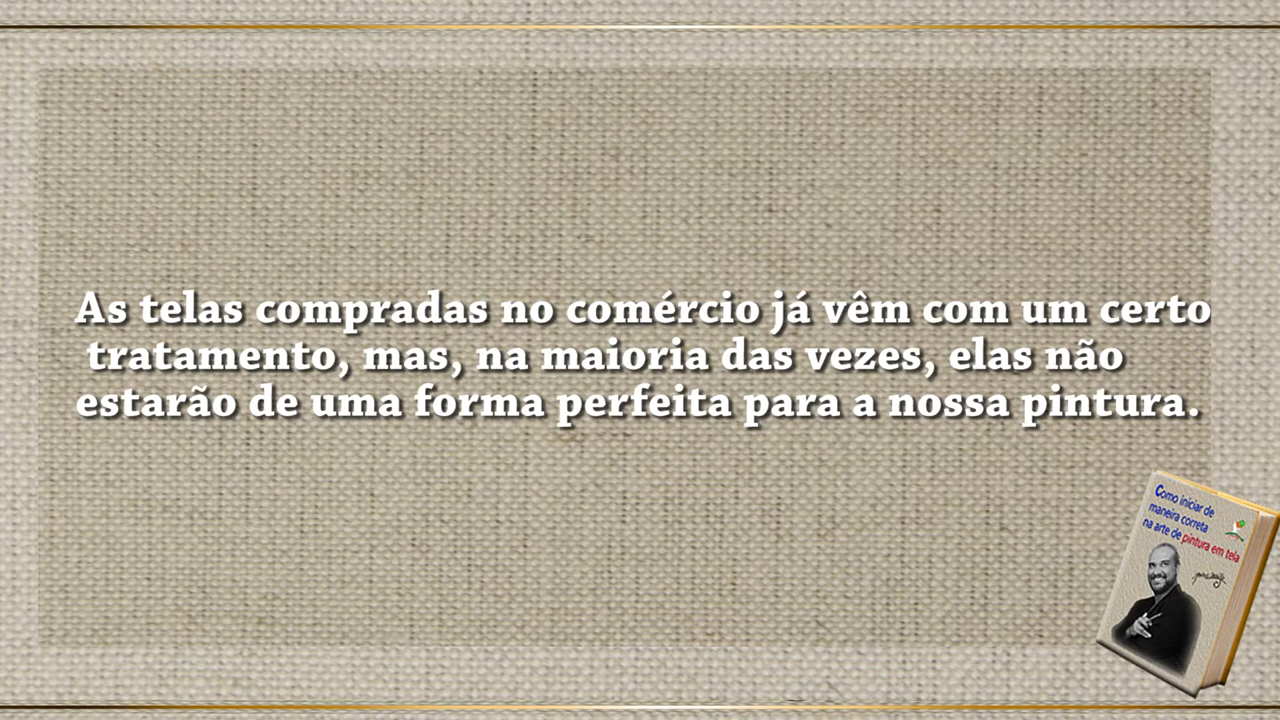 As telas compradas no comércio já vêm com um certo
tratamento, mas, na maioria das vezes, elas não
estarão de uma forma perfeita para a nossa pintura.
Como iniciar de
maneira correta
na arte de pintura em tela